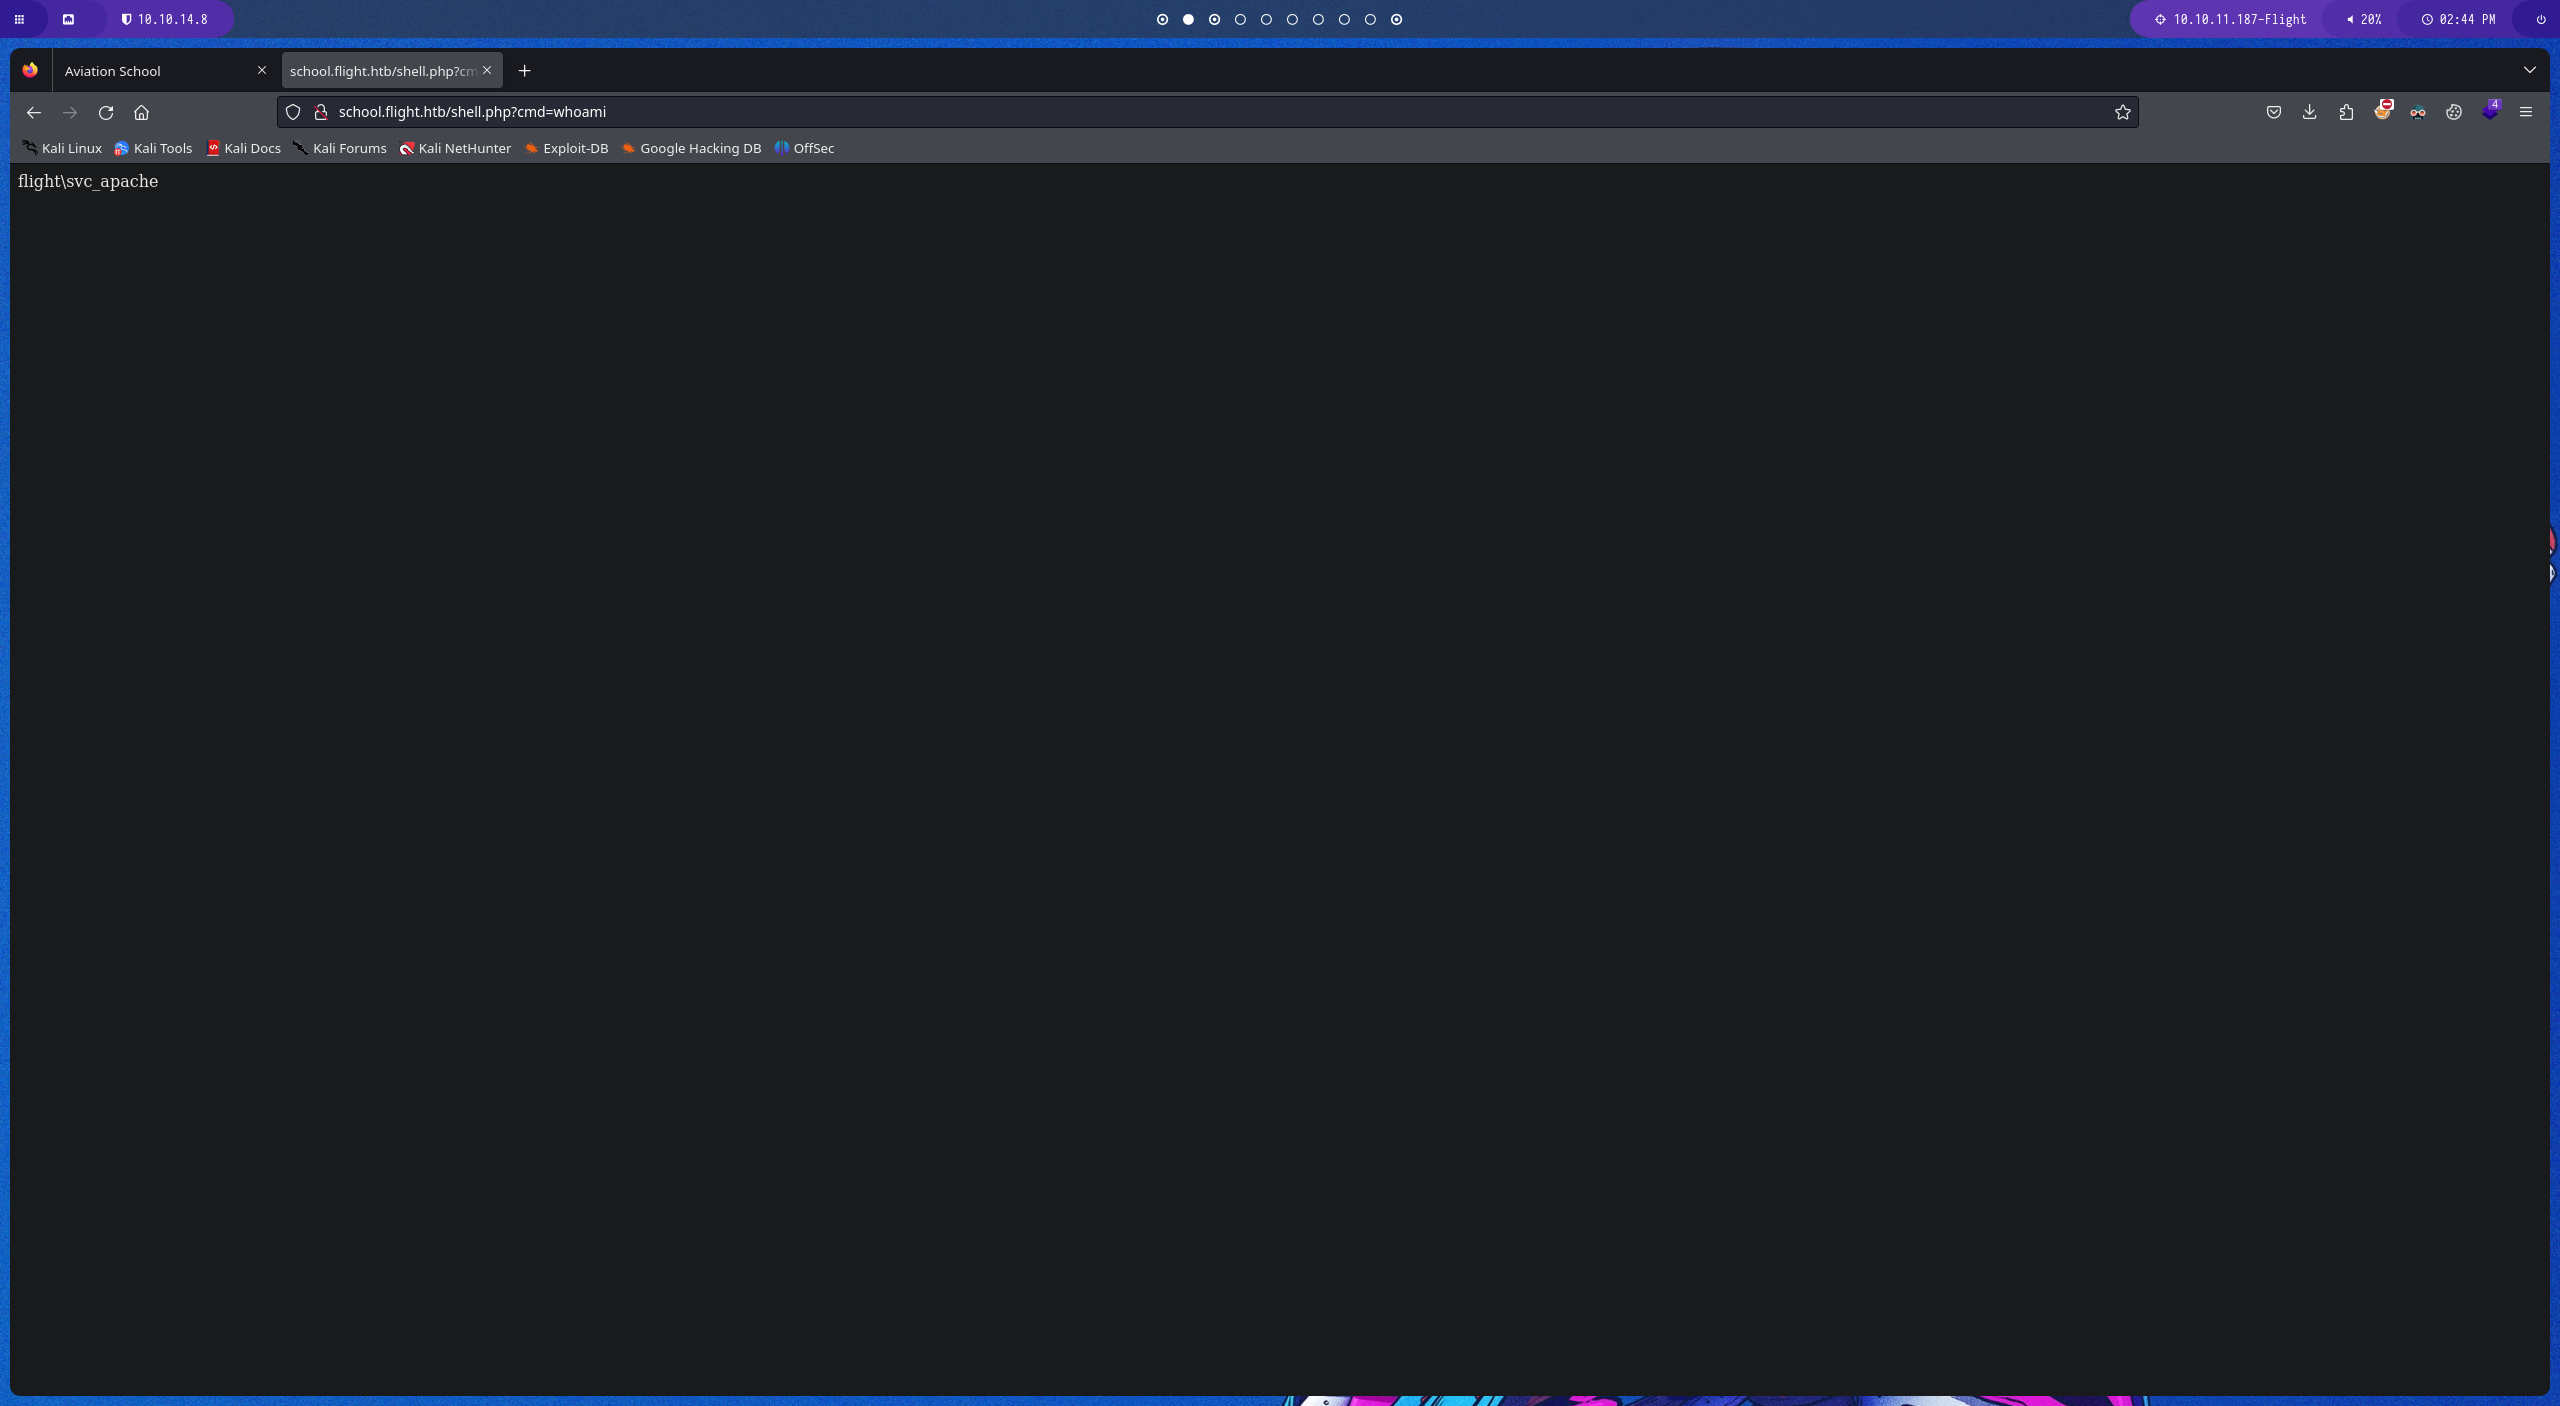 10.10.14.8
10.10.11.187-Flight
20%
02:44 PM
Aviation School
school.flight.htb/shell.php?cm
school.flight.htb/shell.php?cmd=whoami
4
Kali Linux
Kali Tools
Kali Docs
Kali Forums
Kali NetHunter
Exploit-DB
Google Hacking DB
OffSec
flight\svc_apache